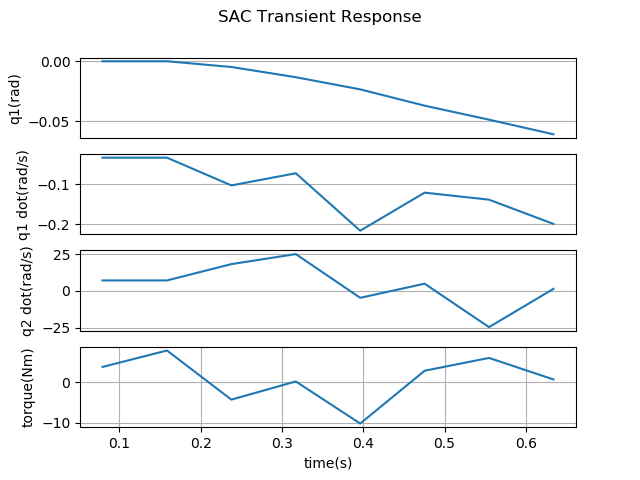 SAC Transient Response
q1(rad)
0.00
−0.05
q1 dot(rad/s)
−0.1
−0.2
q2 dot(rad/s)
25
0
−25
torque(Nm)
0
−10
0.1 0.2 0.3 0.4 0.5 0.6
time(s)